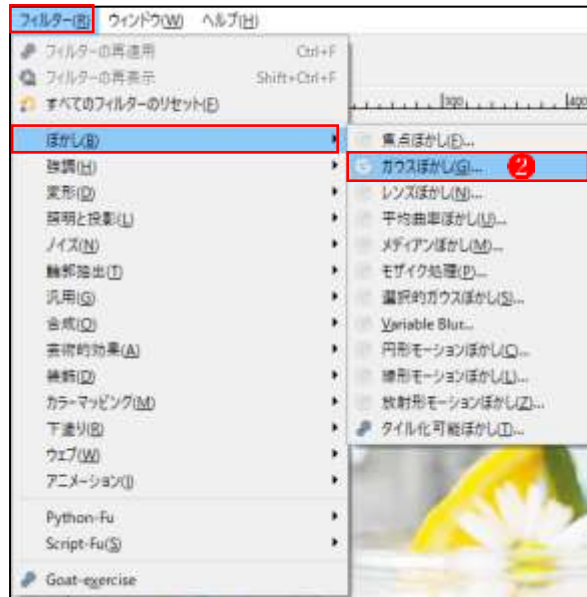 フィルター(R) ウィンドウ(W) ヘルプ(H)
フィルターの再適用 Ctrl+F
フィルターの再表示 Shift+Ctrl+F
すべてのフィルターのリセット(E)
ぼかし(B)
強調(H)
変形(D)
照明と投影(L)
ノイズ(N)
輪郭抽出(T)
汎用(G)
合成(O)
芸術的効果(A)
装飾(D)
カラーマッピング(M)
下塗り(R)
ウェブ(W)
アニメーション(I)
Python-Fu
Script-Fu(S)
Goat-exercise
300
400
焦点ぼかし(F)...
ガウスぼかし(G)... 2
レンズぼかし(N)...
平均曲率ぼかし(U)...
メディアンぼかし(M)...
モザイク処理(P)...
選択的ガウスぼかし(S)...
Variable Blur...
円形モーションぼかし(C)...
線形モーションぼかし(L)...
放射形モーションぼかし(Z)...
タイル化可能ぼかし(T)...